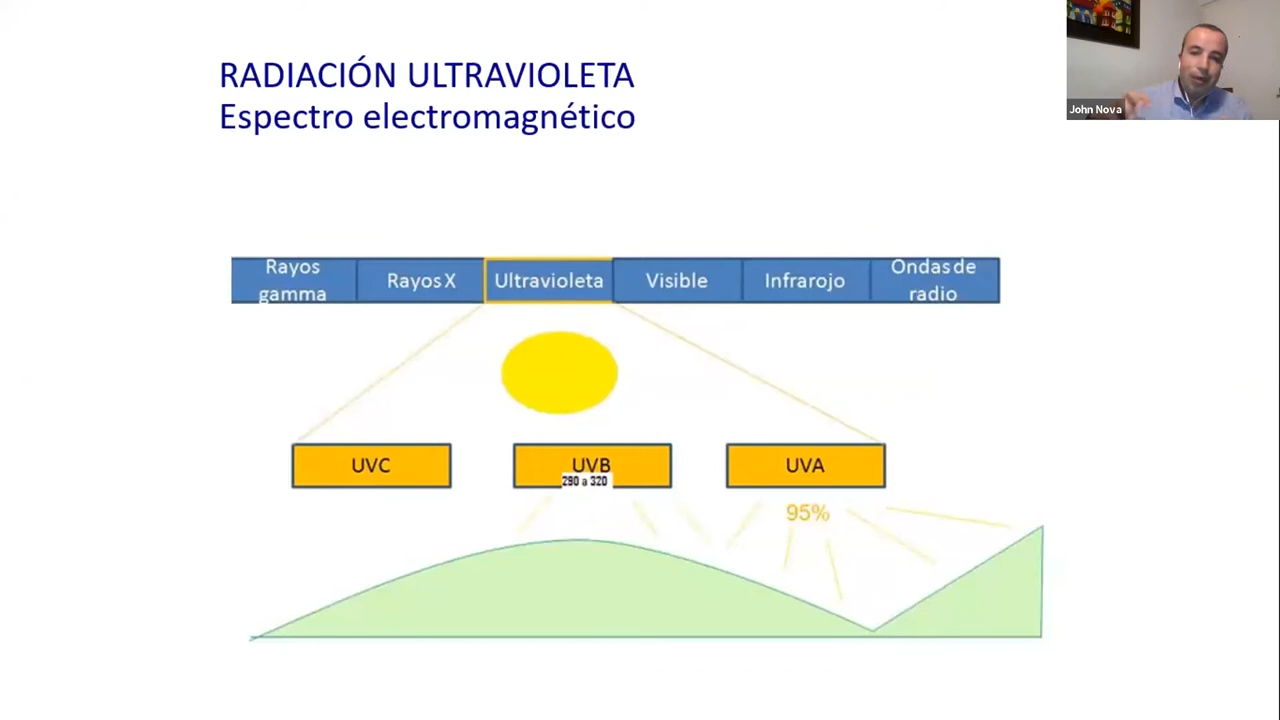 RADIACIÓN ULTRAVIOLETA
Espectro electromagnético
John Nova
Rayos
gamma
Rayos X
Ultravioleta
Visible
Infrarojo
Ondas de
radio
UVC
UVB
290 a 320
UVA
95%